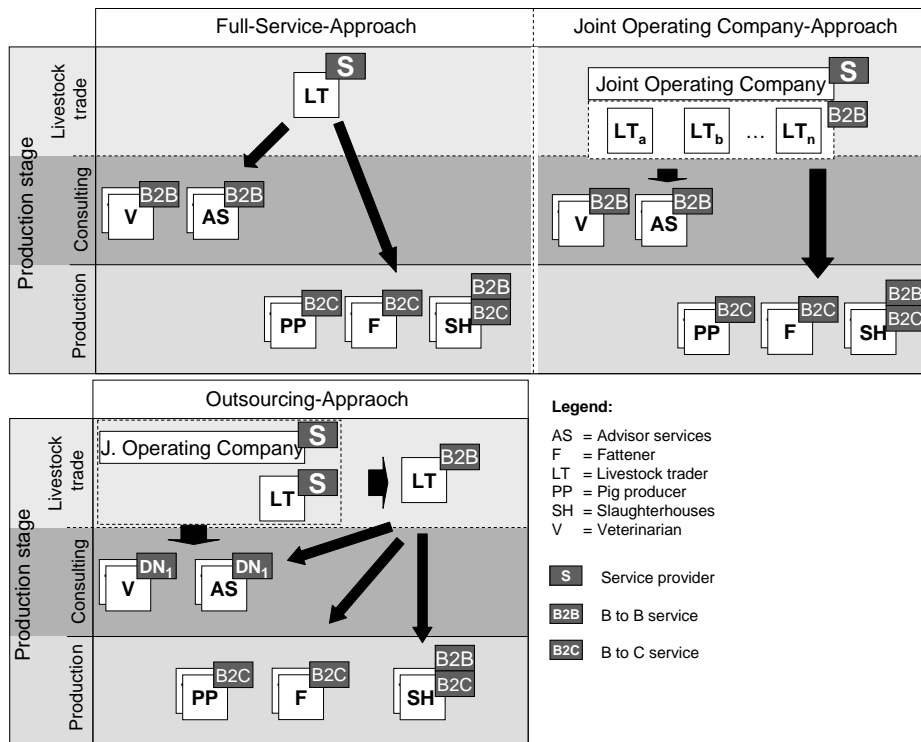 Full-Service-Approach
Joint Operating Company-Approach
Production stage
Livestock
trade
Consulting
Production
LT
S
V
B2B
AS
B2B
PP
B2C
F
B2C
SH
B2B
B2C
Joint Operating Company
S
B2B
LTa
LTb
...
LTn
V
B2B
AS
B2B
PP
B2C
F
B2C
SH
B2B
B2C
Outsourcing-Appraoch
Production stage
Livestock
trade
Consulting
Production
J. Operating Company
S
LT
S
LT
B2B
V
DN1
AS
DN1
PP
B2C
F
B2C
SH
B2B
B2C
Legend:
AS = Advisor services
F = Fattener
LT = Livestock trader
PP = Pig producer
SH = Slaughterhouses
V = Veterinarian
S Service provider
B2B B to B service
B2C B to C service